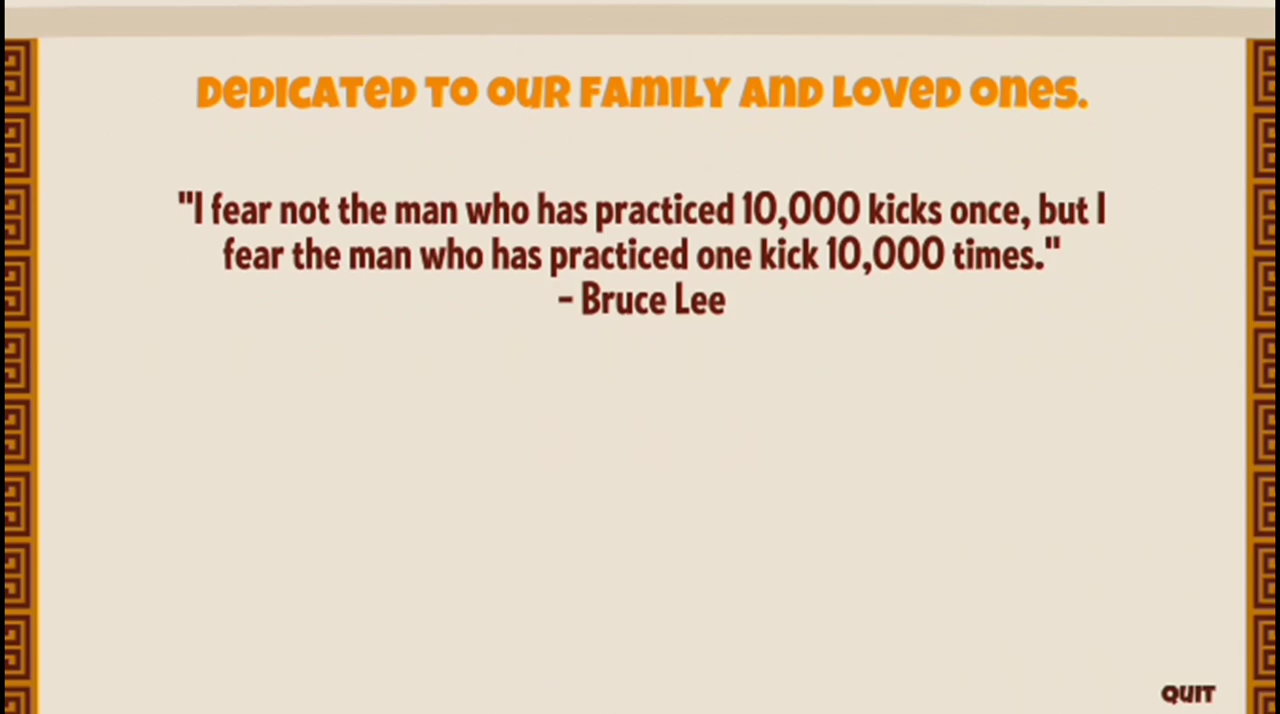 DEDICATED TO OUR FAMILY AND LOVED ONES.
"I fear not the man who has practiced 10,000 kicks once, but I
fear the man who has practiced one kick 10,000 times."
- Bruce Lee
QUIT